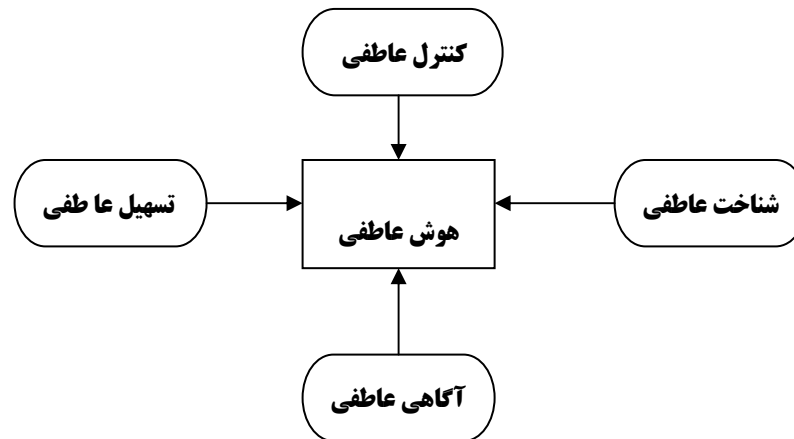 کنترل عاطفی
شناخت عاطفی
هوش عاطفی
تسهیل عا طفی
آگاهی عاطفی